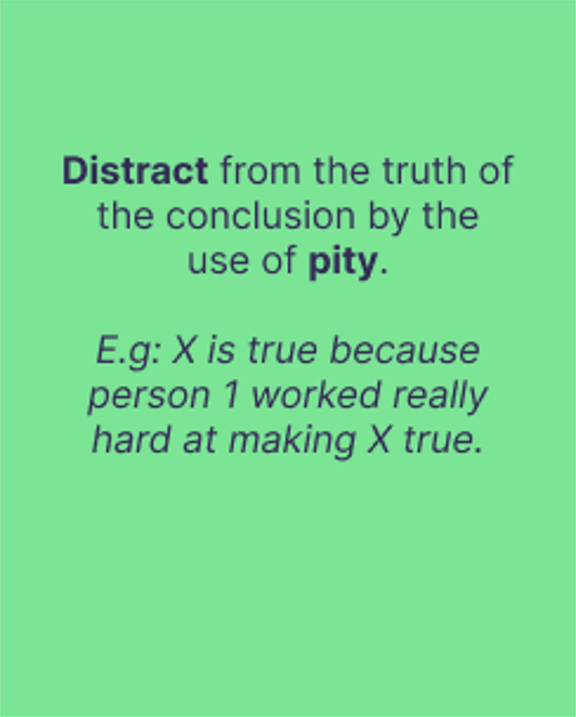 Distract from the truth of
the conclusion by the
use of pity.
E.g: X is true because
person 1 worked really
hard at making X true.